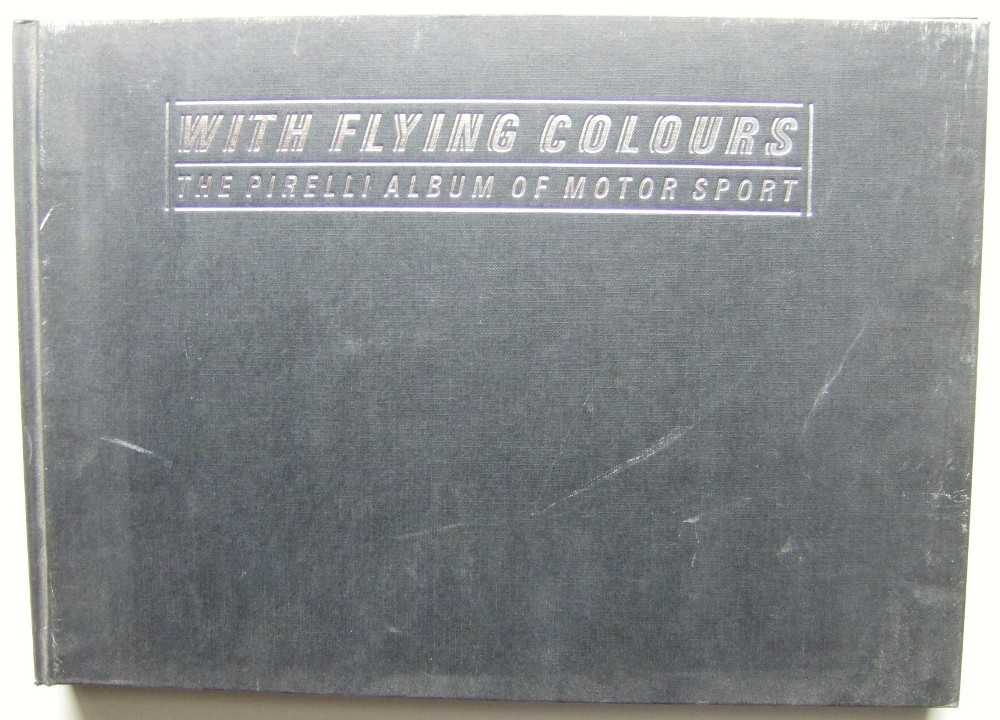 WITH FLYING COLOURS
THE PIRELLI ALBUM OF MOTOR SPORT